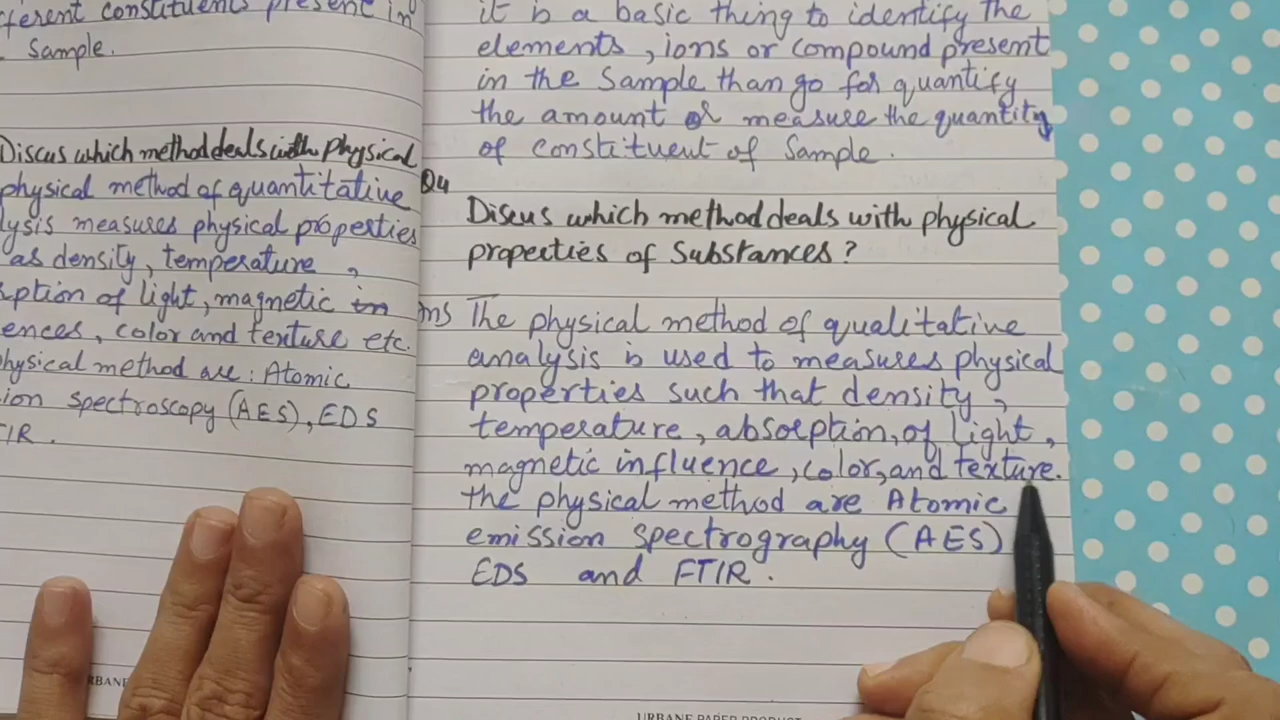 ferent constituents present in
Sample.
Discus which method deals with physical
physical method of quantitative
lysis measures physical properties
as density, temperature,
ption of light, magnetic in
ences, color and texture etc.
hysical method are: Atomic
ion spectroscopy (AES), EDS
TIR.
it is a basic thing to identify the
elements, ions or compound present
in the Sample than go for quantify
the amount or measure the quantity
of constituent of Sample.
Q4
Discus which method deals with physical
properties of Substances?
ns The physical method of qualitative
analysis is used to measures physical
properties such that density,
temperature, absorption, of light,
magnetic influence, color, and texture.
the physical method are Atomic
emission spectrography (AES)
EDS and FTIR.
URBANE PAPER PRODUCT
RBANE